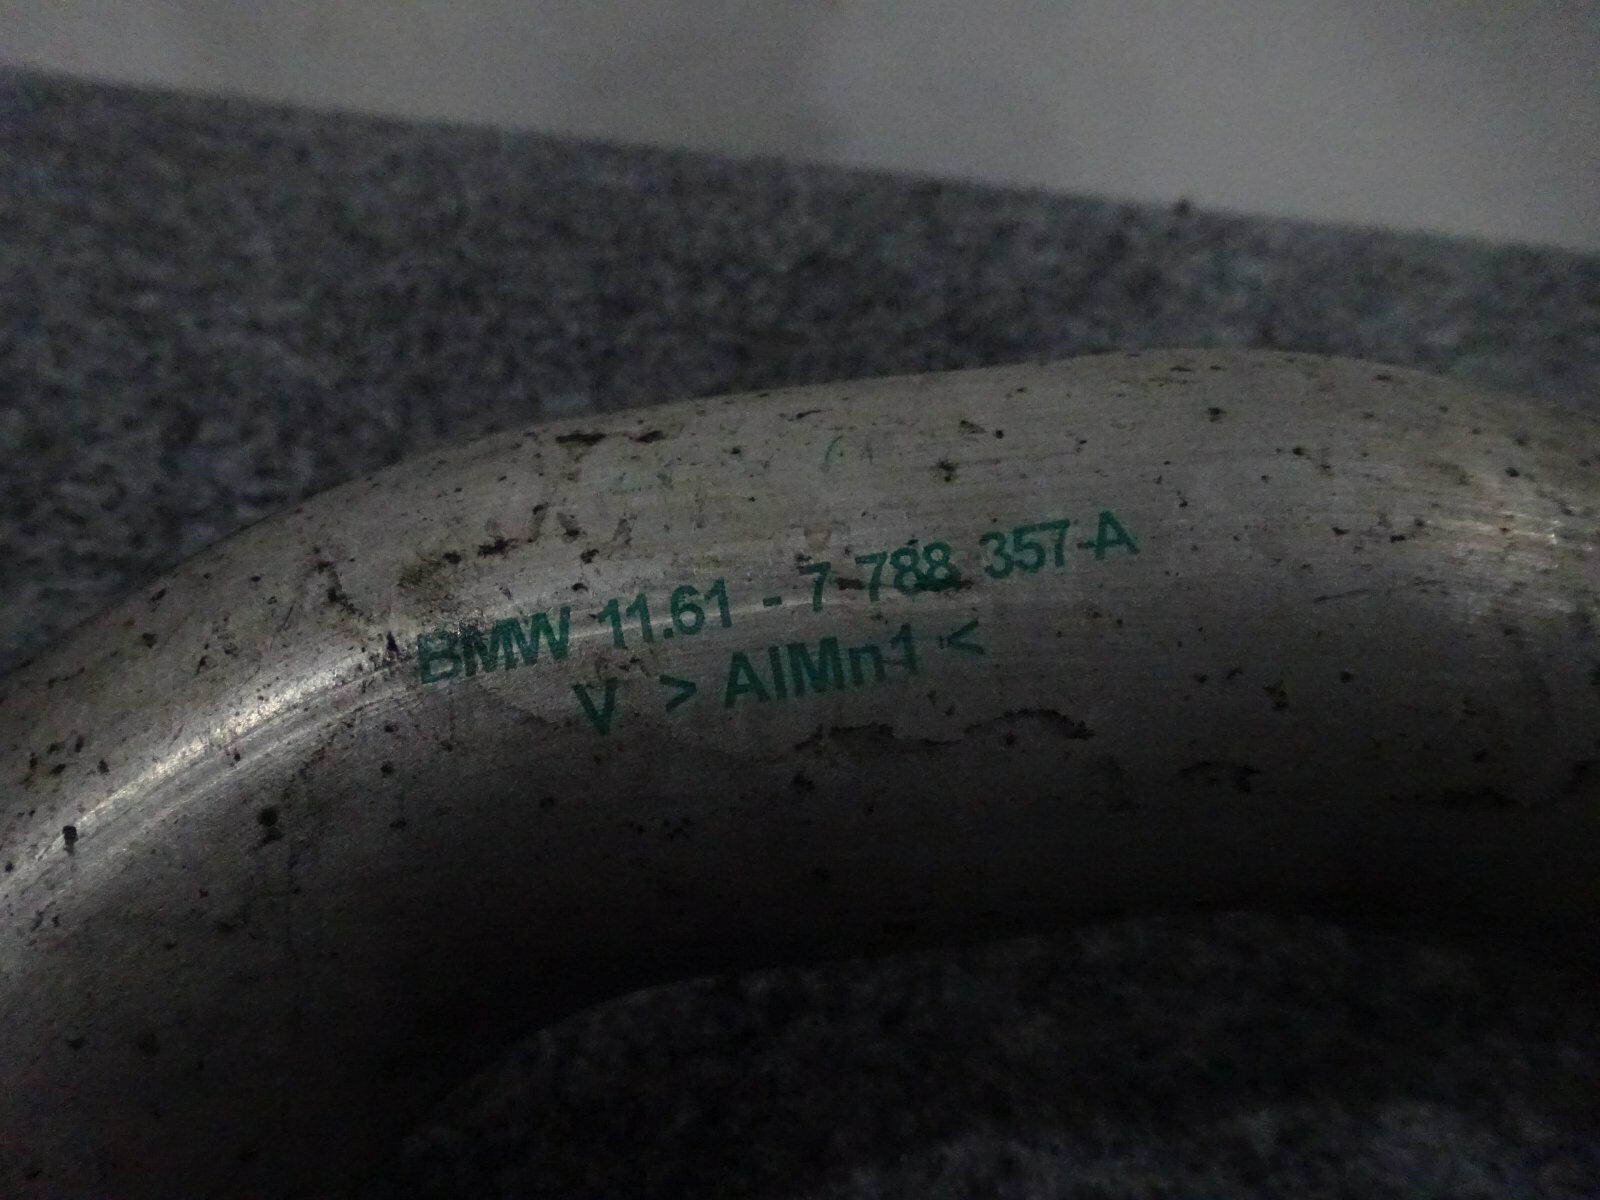 BMW 11.61 - 7 788 357-A
V > AlMn1 <